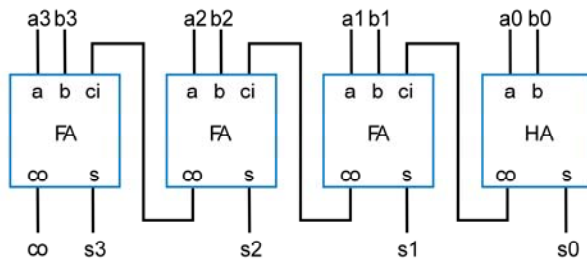 a3 b3 a2 b2 a1 b1 a0 b0
a b ci a b ci a b ci a b
FA FA FA HA
co s co s co s co s
co s3 s2 s1 s0